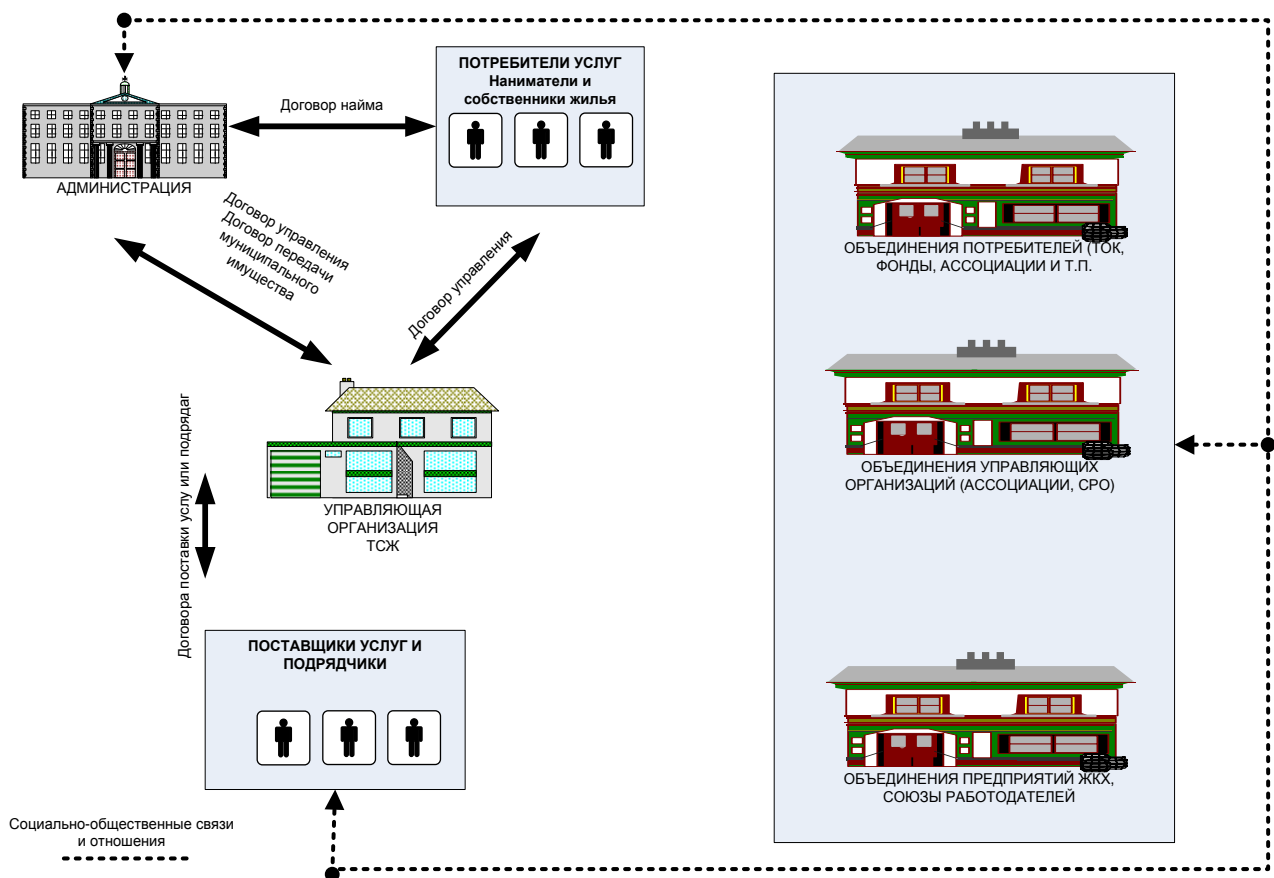 ПОТРЕБИТЕЛИ УСЛУГ
Наниматели и
собственники жилья
Договор найма
АДМИНИСТРАЦИЯ
Договор управления
Договор передачи
муниципального
имущества
Договор управления
УПРАВЛЯЮЩАЯ
ОРГАНИЗАЦИЯ
ТСЖ
Договора поставки услу или подрядаг
ПОСТАВЩИКИ УСЛУГ И
ПОДРЯДЧИКИ
Социально-общественные связи
и отношения
ОБЪЕДИНЕНИЯ ПОТРЕБИТЕЛЕЙ (ТОК,
ФОНДЫ, АССОЦИАЦИИ И Т.П.
ОБЪЕДИНЕНИЯ УПРАВЛЯЮЩИХ
ОРГАНИЗАЦИЙ (АССОЦИАЦИИ, СРО)
ОБЪЕДИНЕНИЯ ПРЕДПРИЯТИЙ ЖКХ,
СОЮЗЫ РАБОТОДАТЕЛЕЙ